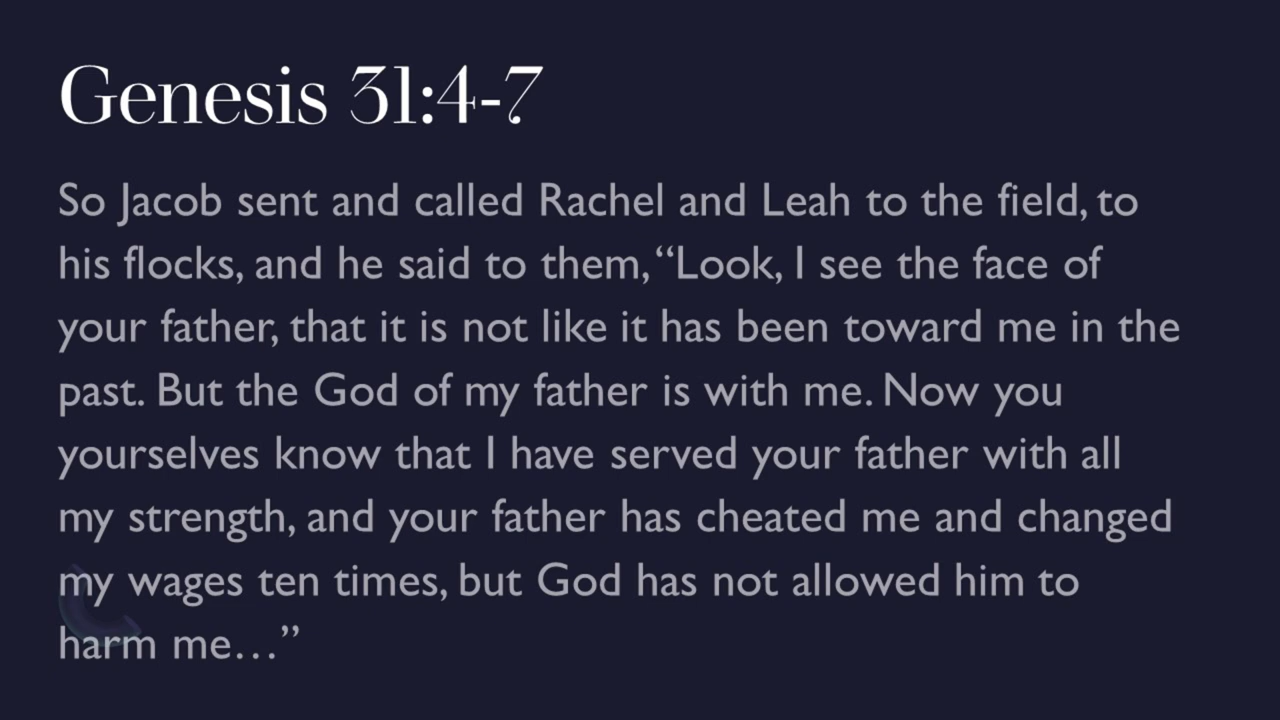 Genesis 31:4-7
So Jacob sent and called Rachel and Leah to the field, to
his flocks, and he said to them, “Look, I see the face of
your father, that it is not like it has been toward me in the
past. But the God of my father is with me. Now you
yourselves know that I have served your father with all
my strength, and your father has cheated me and changed
my wages ten times, but God has not allowed him to
harm me…”